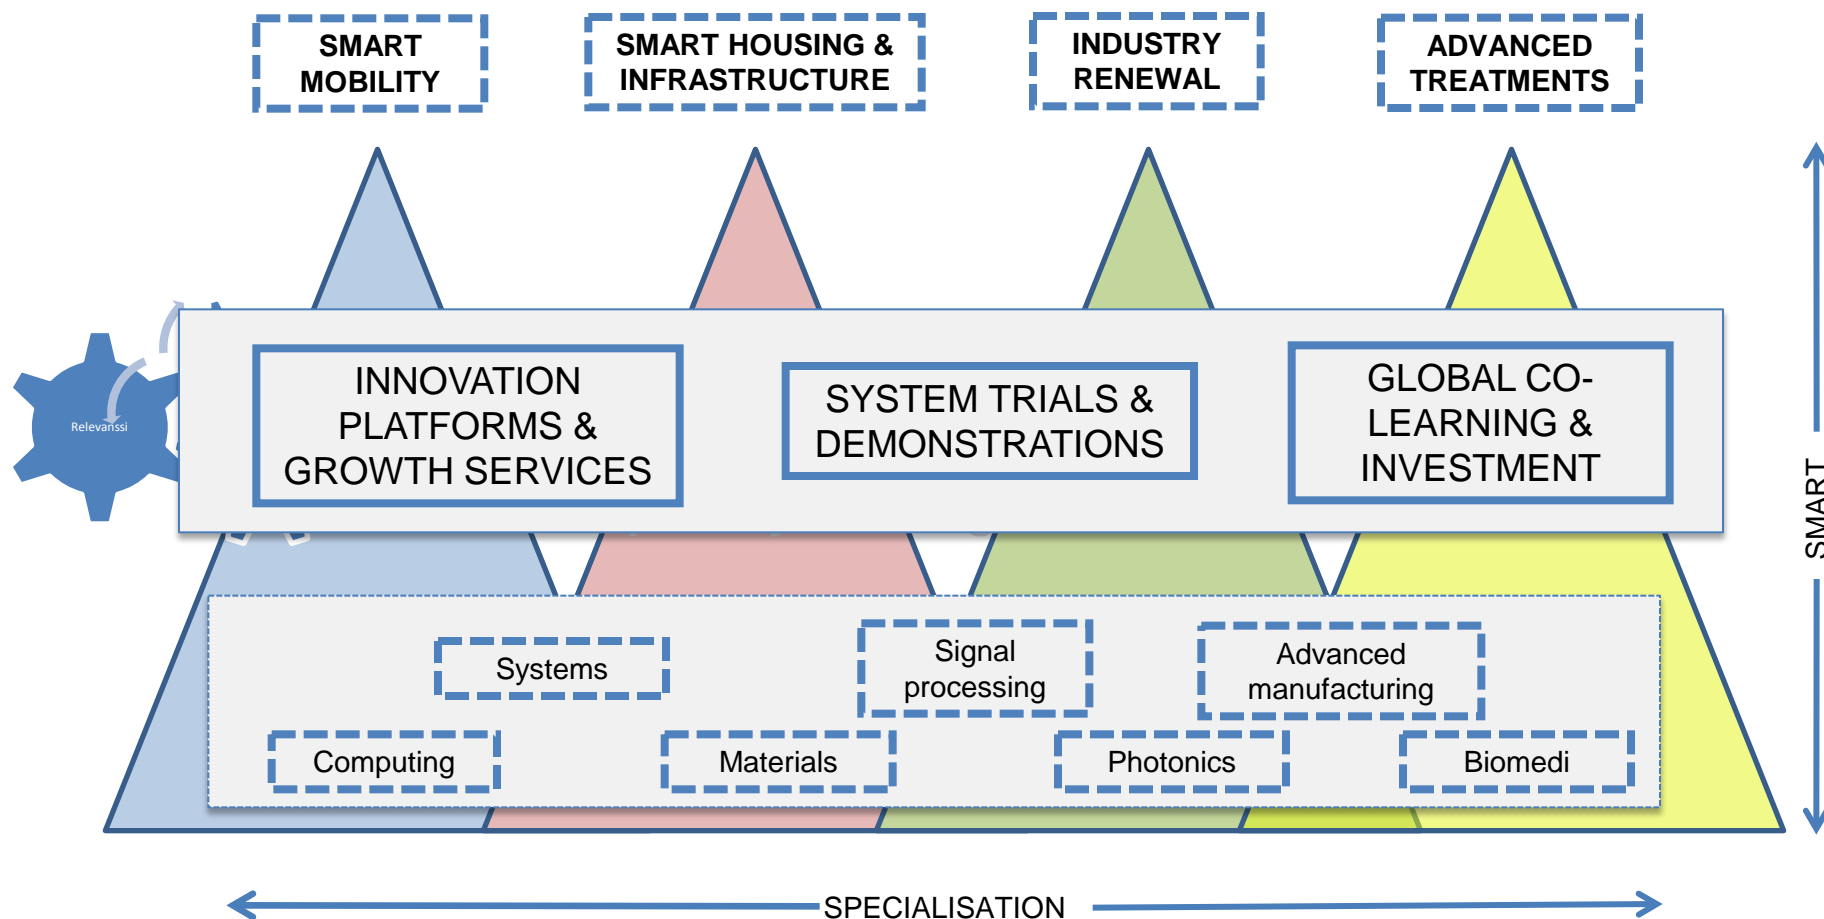 SMART
MOBILITY
SMART HOUSING &
INFRASTRUCTURE
INDUSTRY
RENEWAL
ADVANCED
TREATMENTS
Relevanssi
INNOVATION
PLATFORMS &
GROWTH SERVICES
SYSTEM TRIALS &
DEMONSTRATIONS
GLOBAL CO-
LEARNING &
INVESTMENT
SMART
Systems
Signal
processing
Advanced
manufacturing
Computing
Materials
Photonics
Biomedi
SPECIALISATION